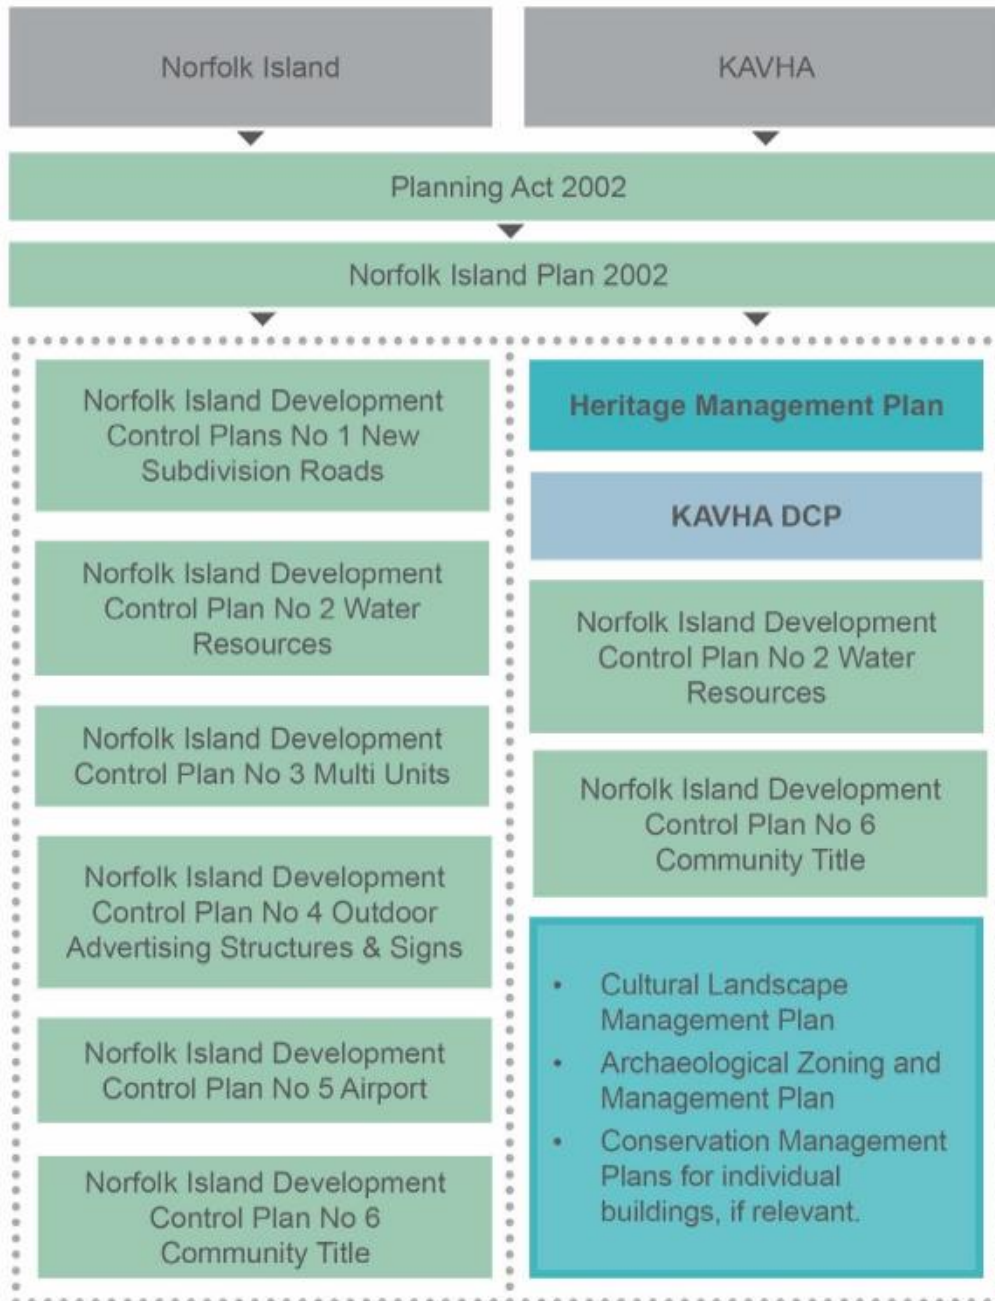 Norfolk Island
KAVHA
Planning Act 2002
Norfolk Island Plan 2002
Norfolk Island Development
Control Plans No 1 New
Subdivision Roads
Norfolk Island Development
Control Plan No 2 Water
Resources
Norfolk Island Development
Control Plan No 3 Multi Units
Norfolk Island Development
Control Plan No 4 Outdoor
Advertising Structures & Signs
Norfolk Island Development
Control Plan No 5 Airport
Norfolk Island Development
Control Plan No 6
Community Title
Heritage Management Plan
KAVHA DCP
Norfolk Island Development
Control Plan No 2 Water
Resources
Norfolk Island Development
Control Plan No 6
Community Title
• Cultural Landscape
Management Plan
• Archaeological Zoning and
Management Plan
• Conservation Management
Plans for individual
buildings, if relevant.